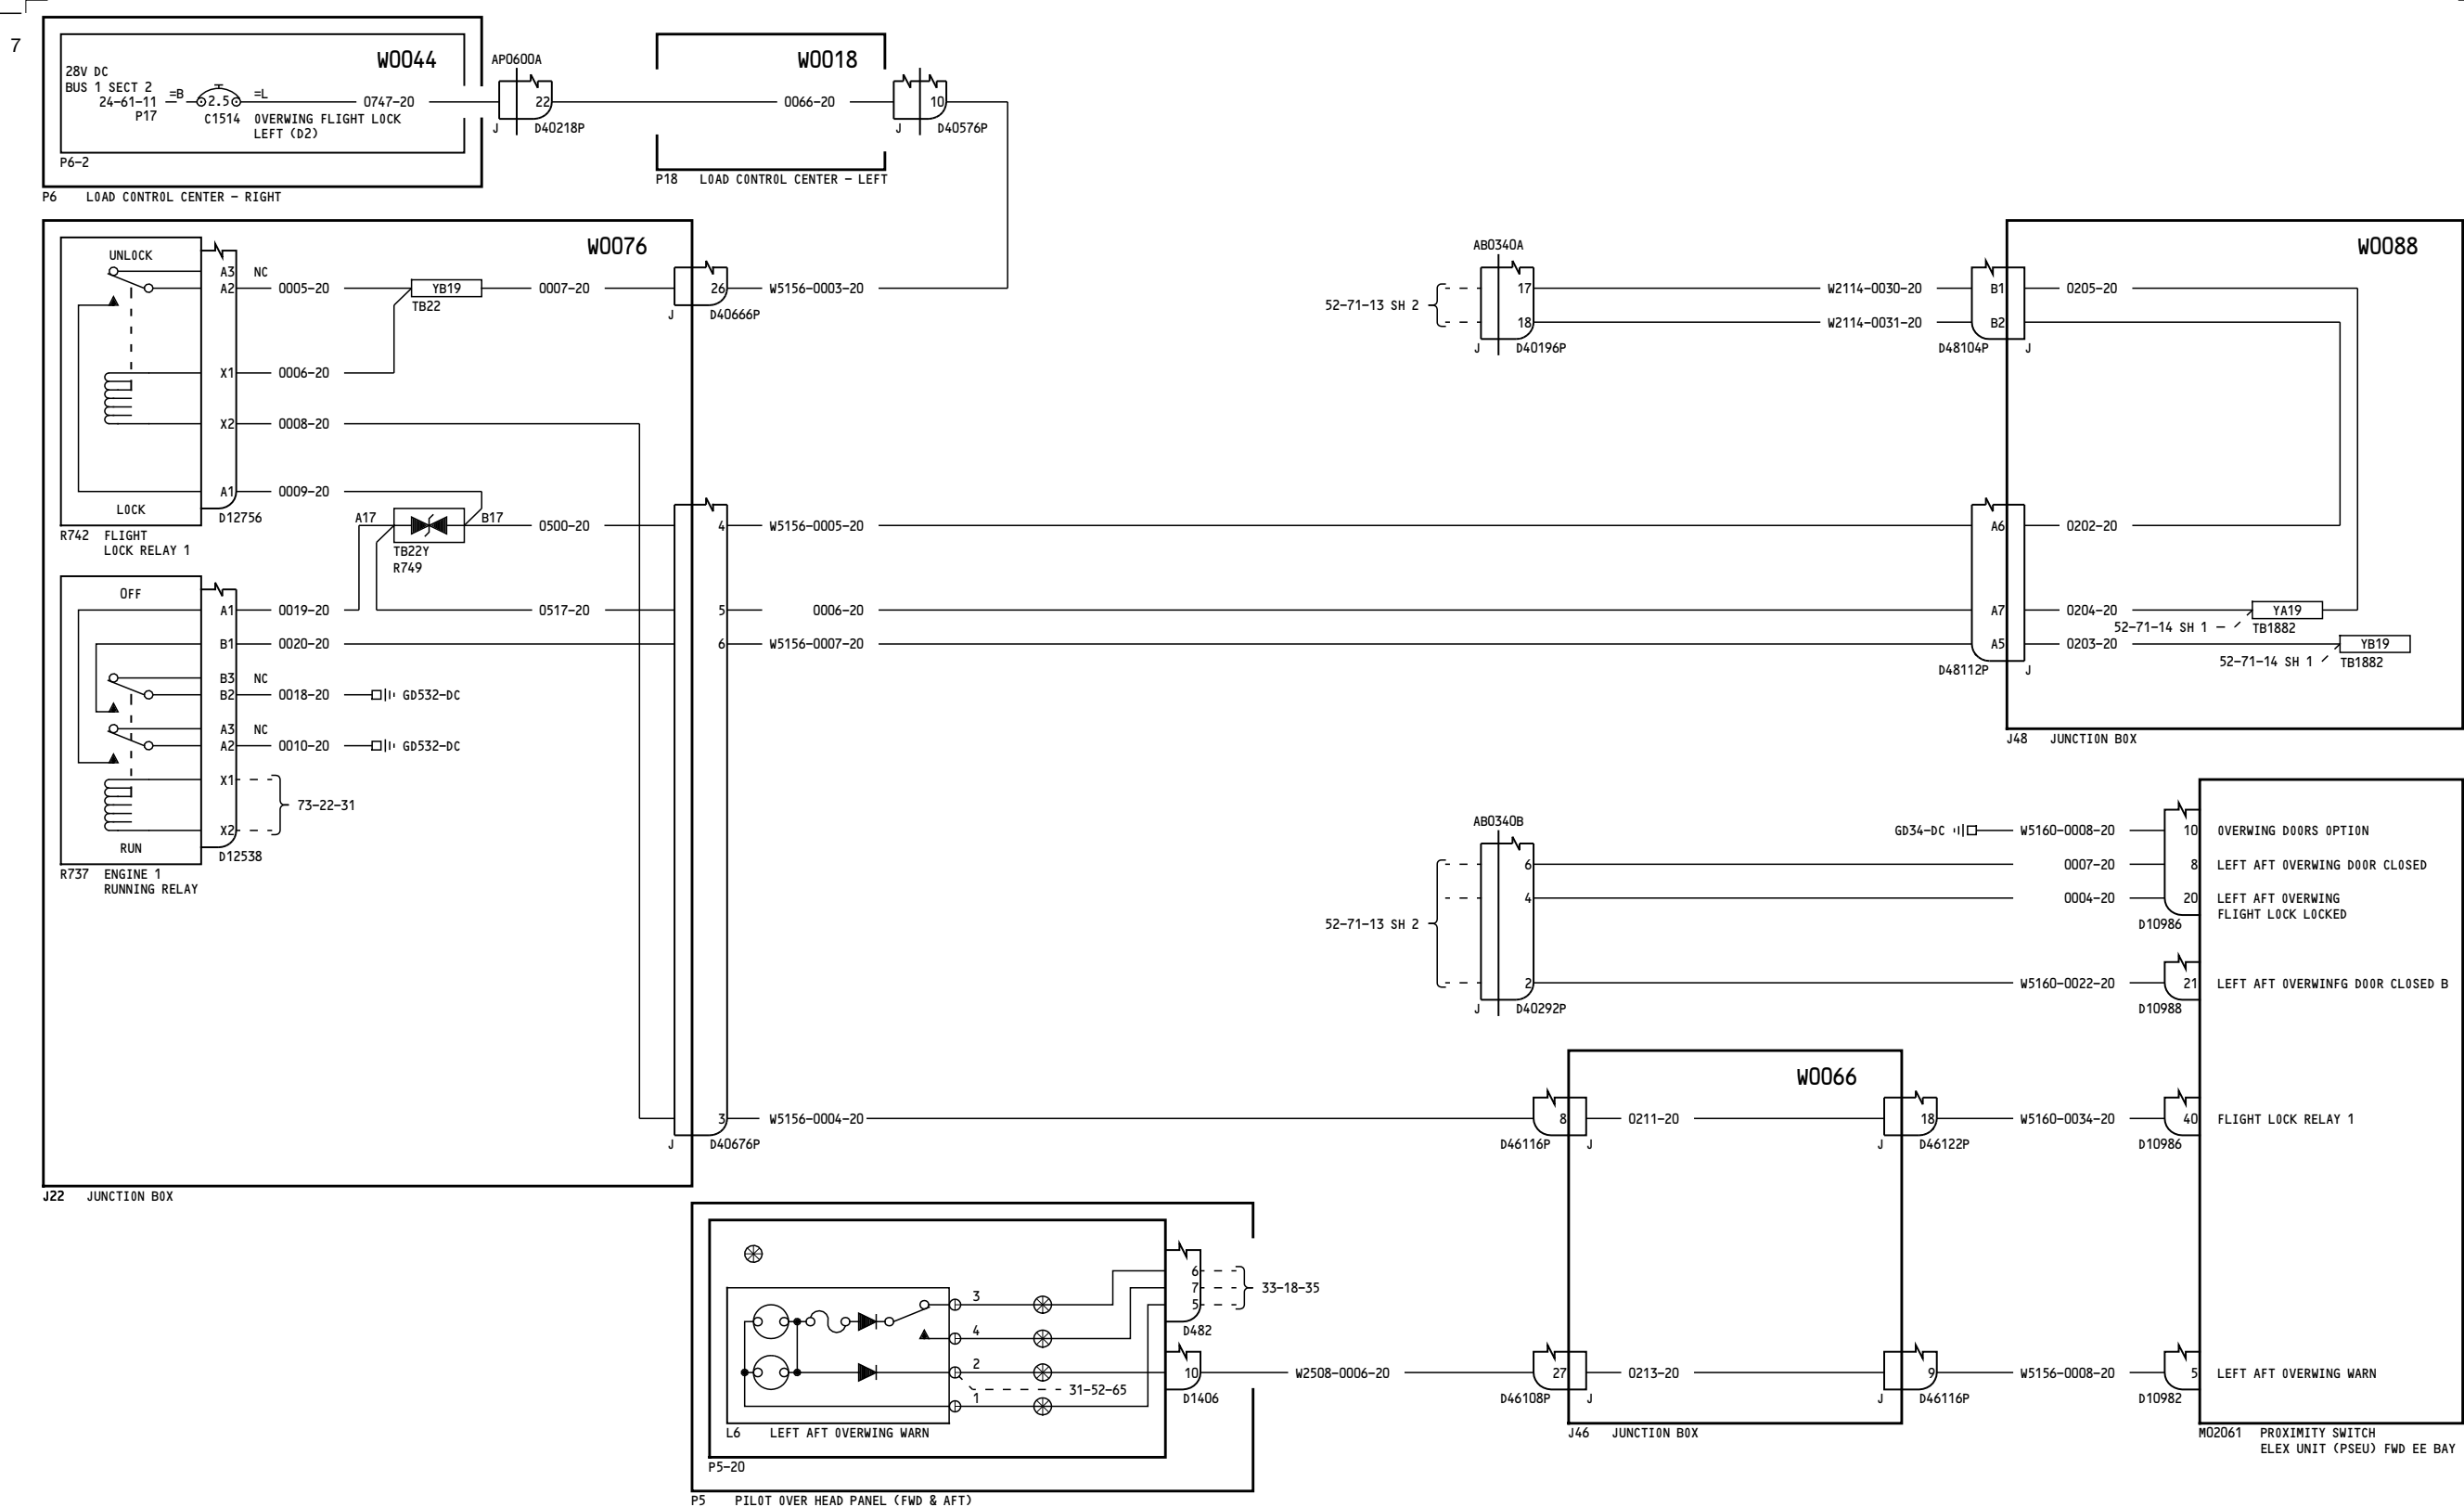 7
W0044
28V DC
BUS 1 SECT 2
24-61-11
P17
=B
2.5
=L
C1514
OVERWING FLIGHT LOCK
LEFT (D2)
0747-20
P6-2
P6 LOAD CONTROL CENTER - RIGHT
AP0600A
22
J D40218P
W0018
0066-20
10
J D40576P
P18 LOAD CONTROL CENTER - LEFT
W0076
UNLOCK
A3 NC
A2 0005-20
YB19
TB22
0007-20
26
W5156-0003-20
J D40666P
X1 0006-20
X2 0008-20
A1 0009-20
LOCK
D12756
R742 FLIGHT
LOCK RELAY 1
A17
B17
TB22Y
R749
0500-20
4
W5156-0005-20
OFF
A1 0019-20
0517-20
5
0006-20
B1 0020-20
6
W5156-0007-20
B3 NC
B2 0018-20
GD532-DC
A3 NC
A2 0010-20
GD532-DC
X1
73-22-31
X2
RUN
D12538
R737 ENGINE 1
RUNNING RELAY
3
W5156-0004-20
J D40676P
J22 JUNCTION BOX
AB0340A
52-71-13 SH 2
17
18
J D40196P
W2114-0030-20
W2114-0031-20
B1
B2
D48104P J
W0088
0205-20
A6 0202-20
A7 0204-20
YA19
52-71-14 SH 1
TB1882
A5 0203-20
YB19
52-71-14 SH 1
TB1882
D48112P J
J48 JUNCTION BOX
AB0340B
52-71-13 SH 2
6
4
2
J D40292P
GD34-DC
W5160-0008-20
10 OVERWING DOORS OPTION
0007-20
8 LEFT AFT OVERWING DOOR CLOSED
0004-20
20 LEFT AFT OVERWING
FLIGHT LOCK LOCKED
D10986
W5160-0022-20
21 LEFT AFT OVERWINFG DOOR CLOSED B
D10988
W0066
8
D46116P J
0211-20
18
J D46122P
W5160-0034-20
40 FLIGHT LOCK RELAY 1
D10986
27
D46108P J
0213-20
9
J D46116P
W5156-0008-20
5 LEFT AFT OVERWING WARN
D10982
J46 JUNCTION BOX
M02061 PROXIMITY SWITCH
ELEX UNIT (PSEU) FWD EE BAY
3
4
2
1
31-52-65
6
7
5
33-18-35
D482
10
D1406
W2508-0006-20
L6 LEFT AFT OVERWING WARN
P5-20
P5 PILOT OVER HEAD PANEL (FWD & AFT)